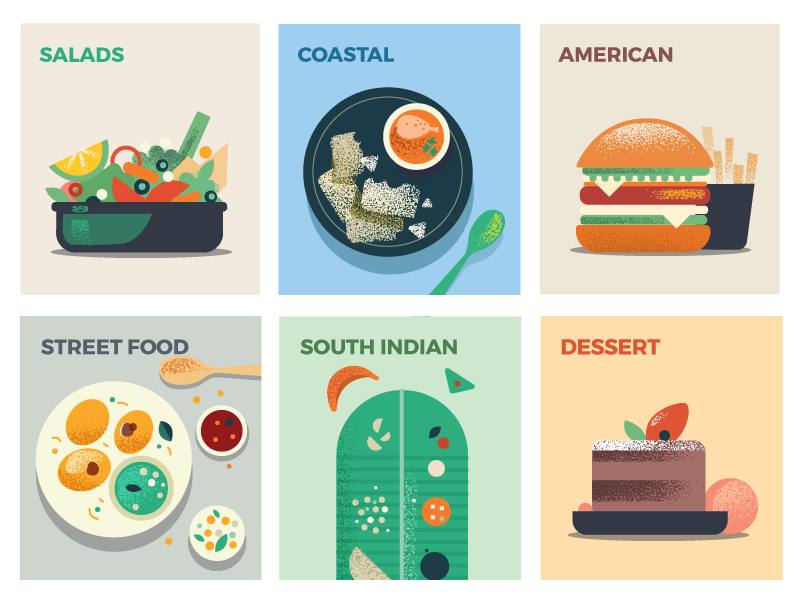 SALADS
COASTAL
AMERICAN
STREET FOOD
SOUTH INDIAN
DESSERT